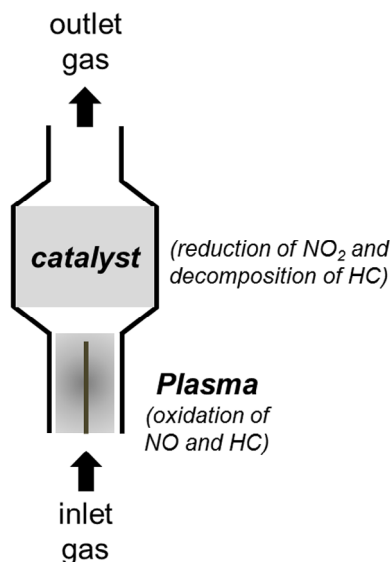 outlet
gas
catalyst
(reduction of NO2 and
decomposition of HC)
Plasma
(oxidation of
NO and HC)
inlet
gas